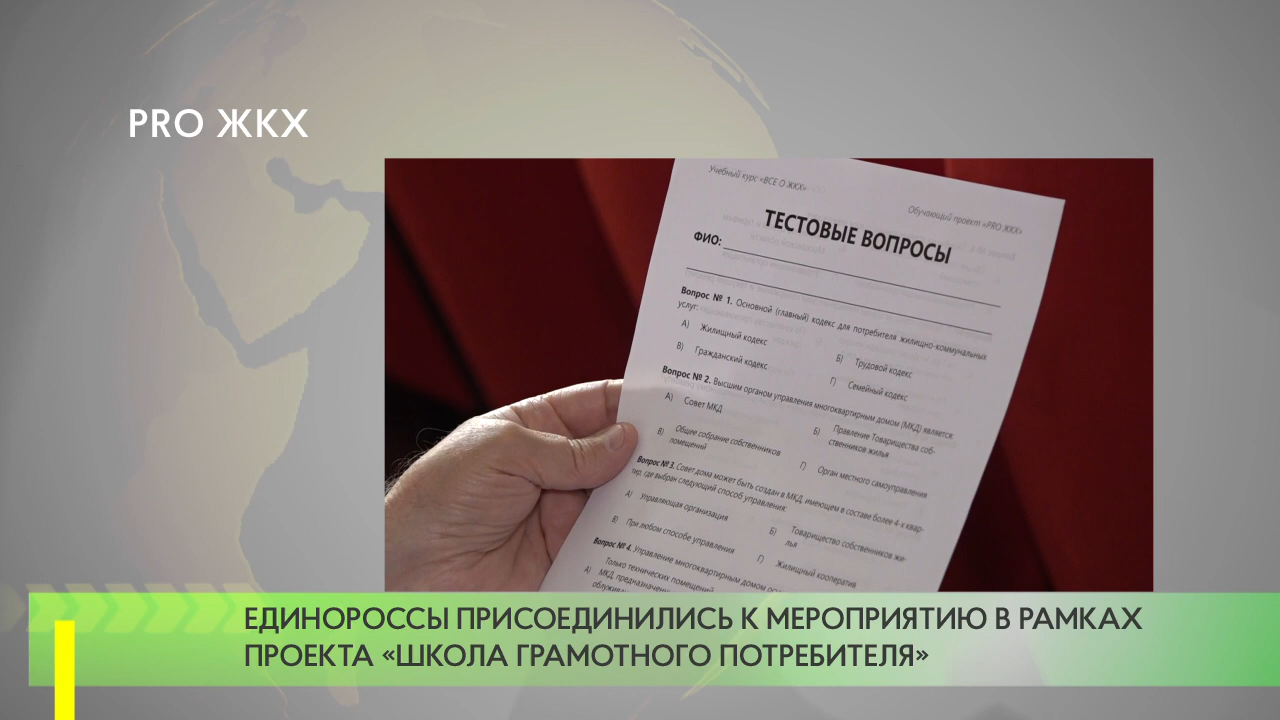 PRO ЖКХ
Учебный курс «ВСЕ О ЖКХ»
Обучающий проект «PRO ЖКХ»
ТЕСТОВЫЕ ВОПРОСЫ
ФИО:
Вопрос № 1. Основной (главный) кодекс для потребителя жилищно-коммунальных
услуг:
А) Жилищный кодекс
Б) Трудовой кодекс
В) Гражданский кодекс
Г) Семейный кодекс
Вопрос № 2. Высшим органом управления многоквартирным домом (МКД) является:
А) Совет МКД
Б) Правление Товарищества соб-
ственников жилья
В) Общее собрание собственников
помещений
Г) Орган местного самоуправления
Вопрос № 3. Совет дома может быть создан в МКД, имеющем в составе более 4-х квар-
тир, где выбран следующий способ управления:
А) Управляющая организация
Б) Товарищество собственников жи-
лья
В) При любом способе управления
Г) Жилищный кооператив
Вопрос № 4. Управление многоквартирным домом
Только технических помещений
А) МКД, предназначенных
ЕДИНОРОССЫ ПРИСОЕДИНИЛИСЬ К МЕРОПРИЯТИЮ В РАМКАХ
ПРОЕКТА «ШКОЛА ГРАМОТНОГО ПОТРЕБИТЕЛЯ»